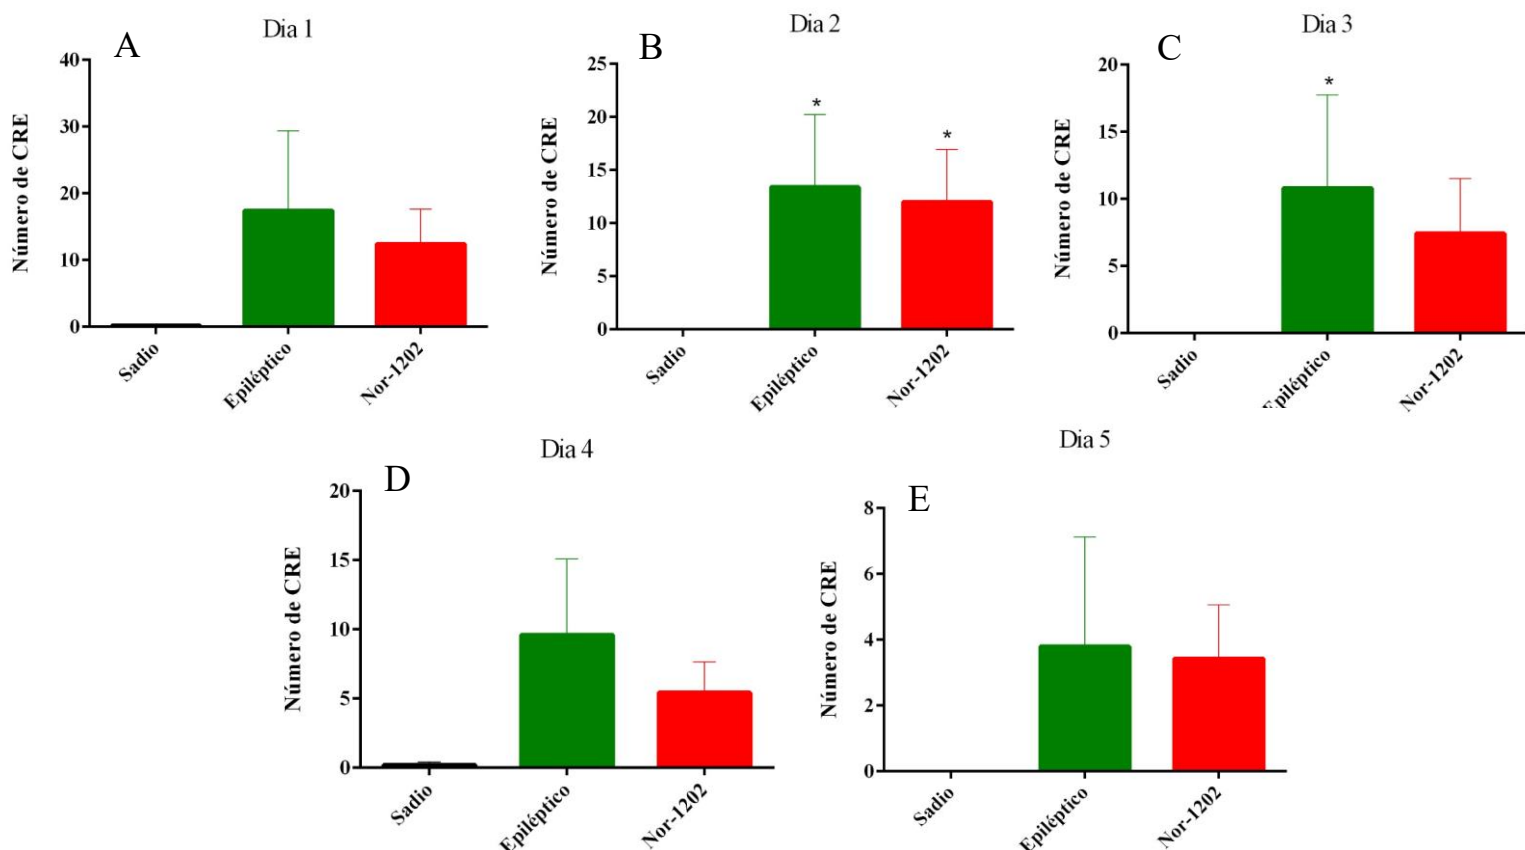 Dia 1
A
40
30
20
10
0
Número de CRE
Sadio
Epiléptico
Nor-1202
Dia 2
B
25
20
15
10
5
0
Número de CRE
*
*
Sadio
Epiléptico
Nor-1202
Dia 3
C
20
15
10
5
0
Número de CRE
*
Sadio
Epiléptico
Nor-1202
Dia 4
D
20
15
10
5
0
Número de CRE
Sadio
Epiléptico
Nor-1202
Dia 5
E
8
6
4
2
0
Número de CRE
Sadio
Epiléptico
Nor-1202